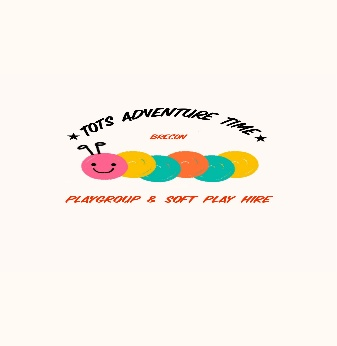 TOTS ADVENTURE TIME
BRECON
PLAYGROUP & SOFT PLAY HIRE